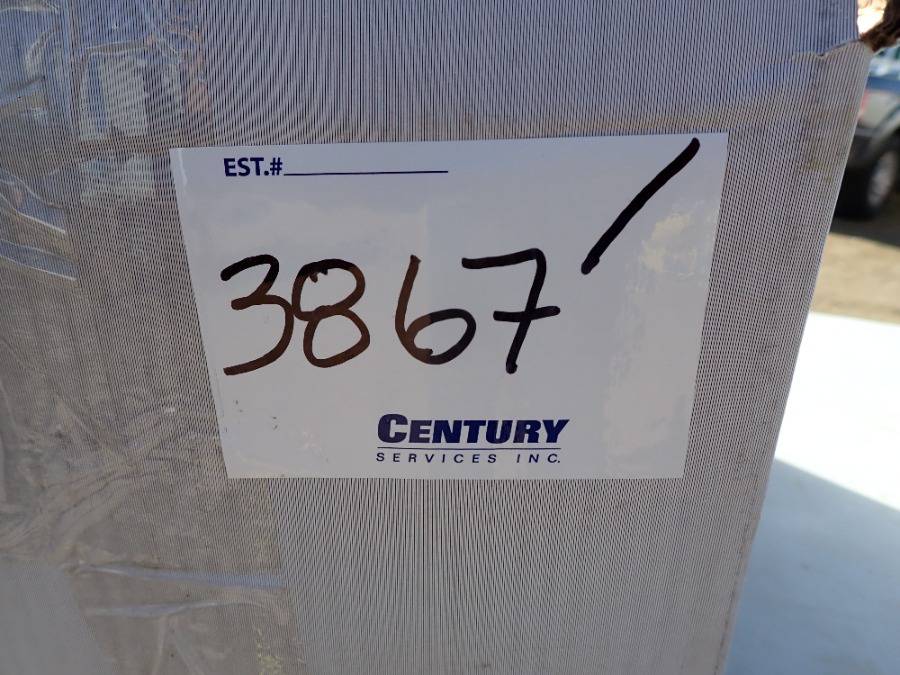 EST.#
3867
CENTURY
SERVICES INC.